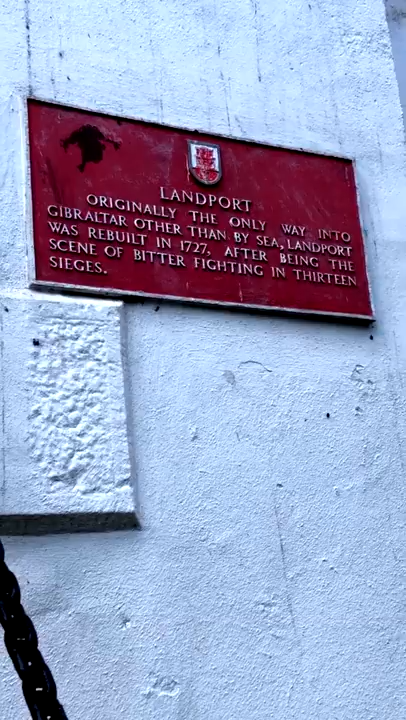 LANDPORT
ORIGINALLY THE ONLY WAY INTO
GIBRALTAR OTHER THAN BY SEA, LANDPORT
WAS REBUILT IN 1727, AFTER BEING THE
SCENE OF BITTER FIGHTING IN THIRTEEN
SIEGES.